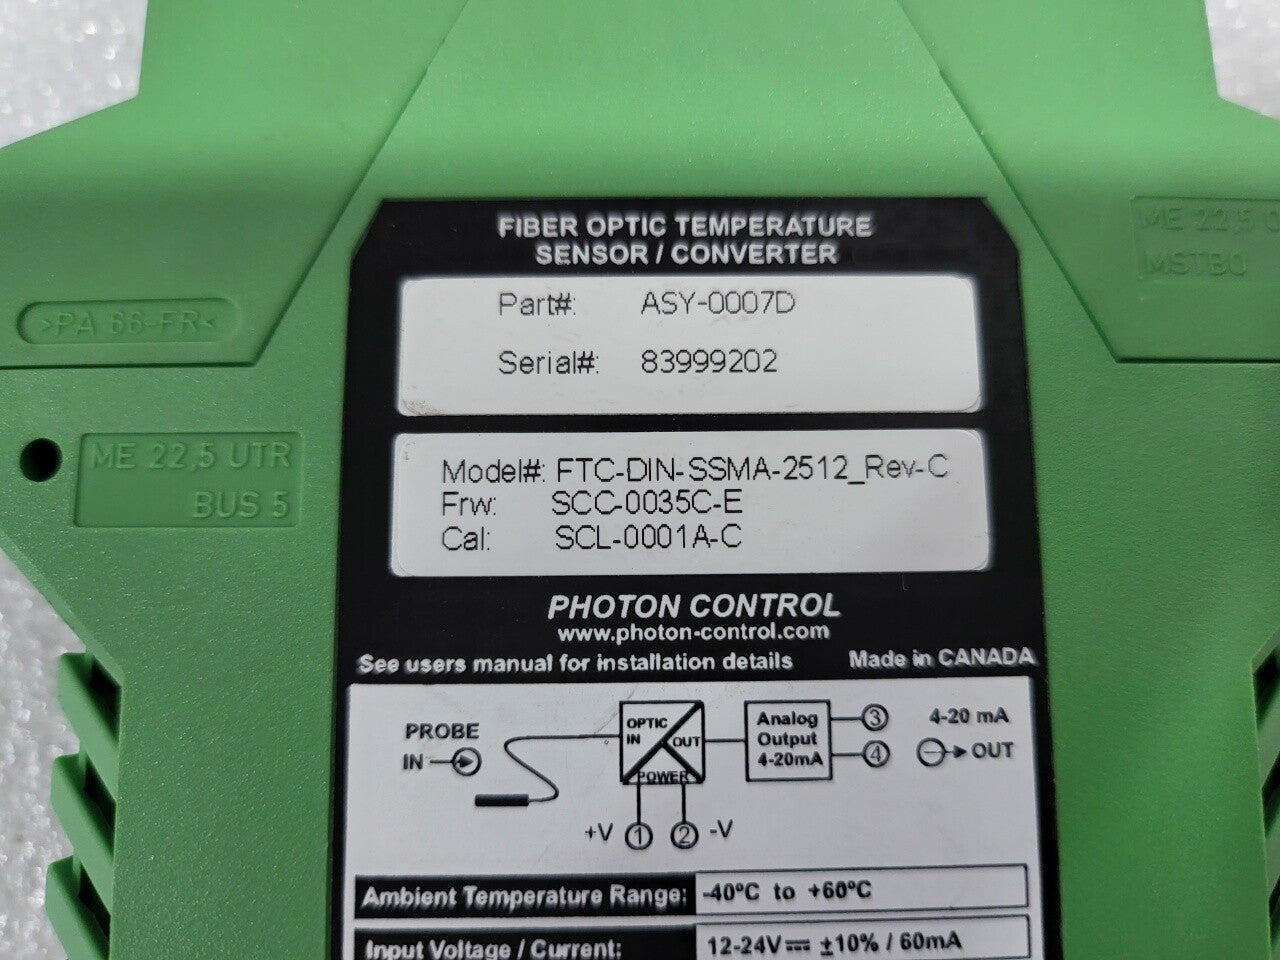 FIBER OPTIC TEMPERATURE
SENSOR / CONVERTER
Part#: ASY-0007D
Serial#: 83999202
Model#: FTC-DIN-SSMA-2512_Rev-C
Frw: SCC-0035C-E
Cal: SCL-0001A-C
PHOTON CONTROL
www.photon-control.com
See users manual for installation details Made in CANADA
PROBE
IN
OPTIC
IN
OUT
POWER
+V 1 2 -V
Analog
Output
4-20mA
3
4
4-20 mA
OUT
Ambient Temperature Range: -40ºC to +60ºC
Input Voltage / Current: 12-24V⎓ ±10% / 60mA
>PA 66-FR<
ME 22,5 UTR
BUS 5
ME 22,5 O
MSTBO